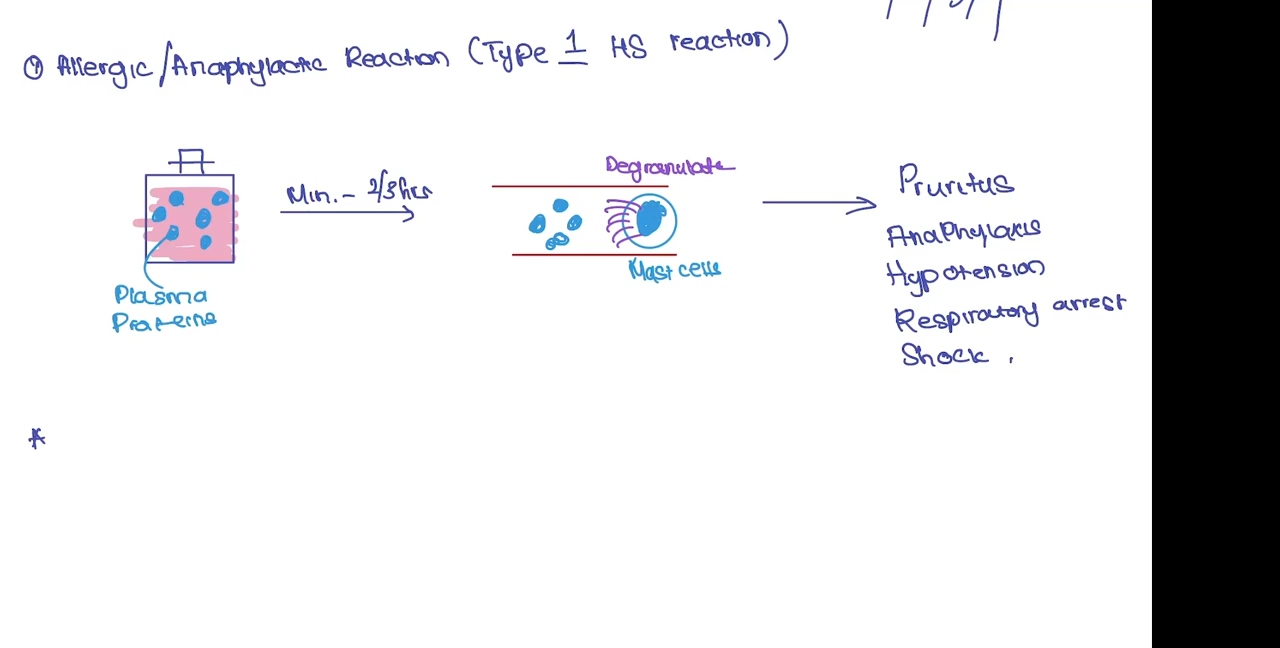 ① Allergic/Anaphylactic Reaction (Type 1 HS reaction)
Degranulate
Min. - 2/3hrs
Pruritus
Anaphylaxis
Hypotension
Mast cells
Plasma
Proteins
Respiratory arrest
Shock.
*